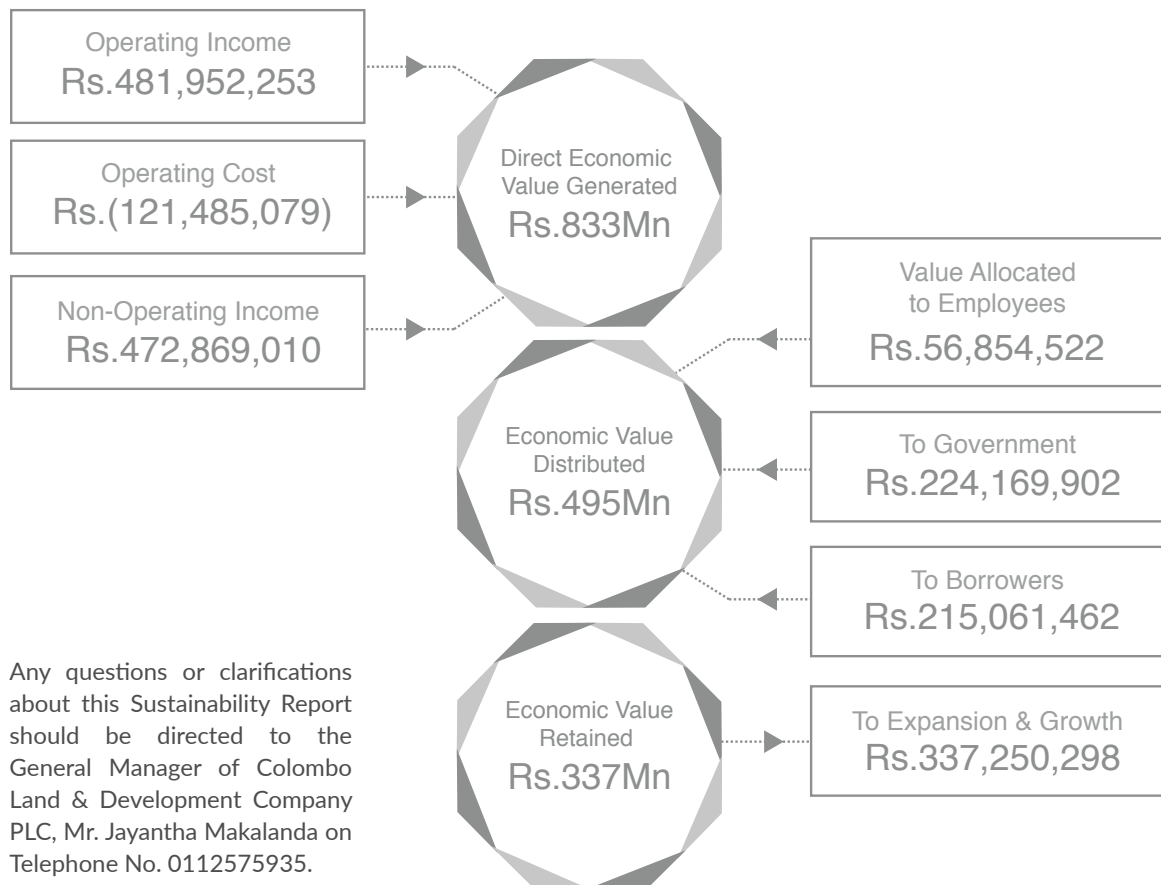 Operating Income
Rs.481,952,253
Operating Cost
Rs.(121,485,079)
Non-Operating Income
Rs.472,869,010
Direct Economic
Value Generated
Rs.833Mn
Value Allocated
to Employees
Rs.56,854,522
Economic Value
Distributed
Rs.495Mn
To Government
Rs.224,169,902
To Borrowers
Rs.215,061,462
Economic Value
Retained
Rs.337Mn
To Expansion & Growth
Rs.337,250,298
Any questions or clarifications
about this Sustainability Report
should be directed to the
General Manager of Colombo
Land & Development Company
PLC, Mr. Jayantha Makalanda on
Telephone No. 0112575935.